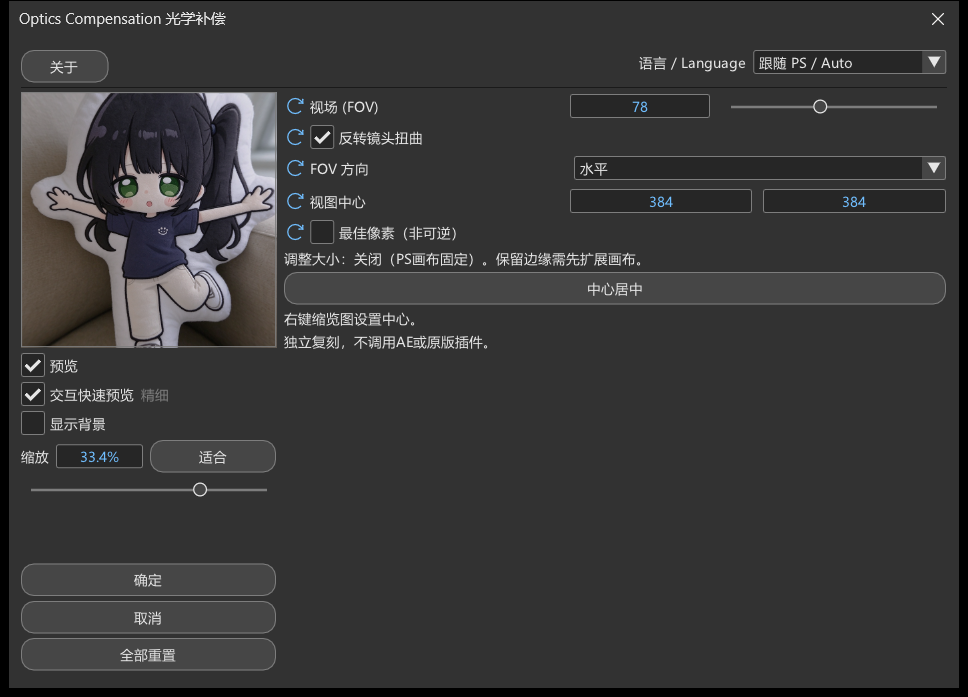 Optics Compensation 光学补偿
关于
语言 / Language 跟随 PS / Auto
视场 (FOV) 78
反转镜头扭曲
FOV 方向 水平
视图中心 384 384
最佳像素（非可逆）
调整大小：关闭（PS画布固定）。保留边缘需先扩展画布。
中心居中
右键缩览图设置中心。
独立复刻，不调用AE或原版插件。
预览
交互快速预览 精细
显示背景
缩放 33.4% 适合
确定
取消
全部重置